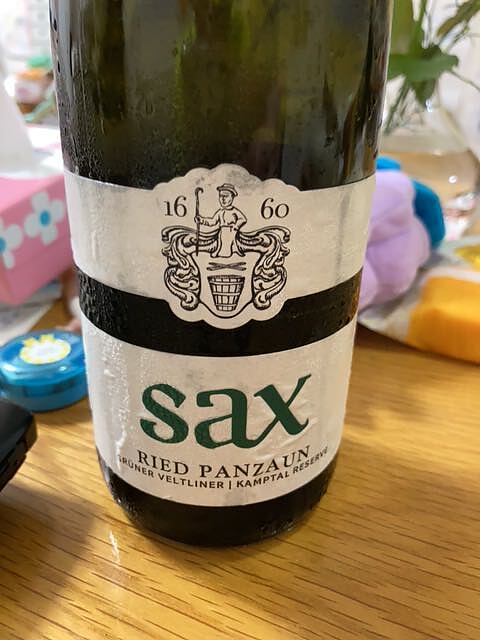 16 60
sax
RIED PANZAUN
GRÜNER VELTLINER | KAMPTAL RESERVE